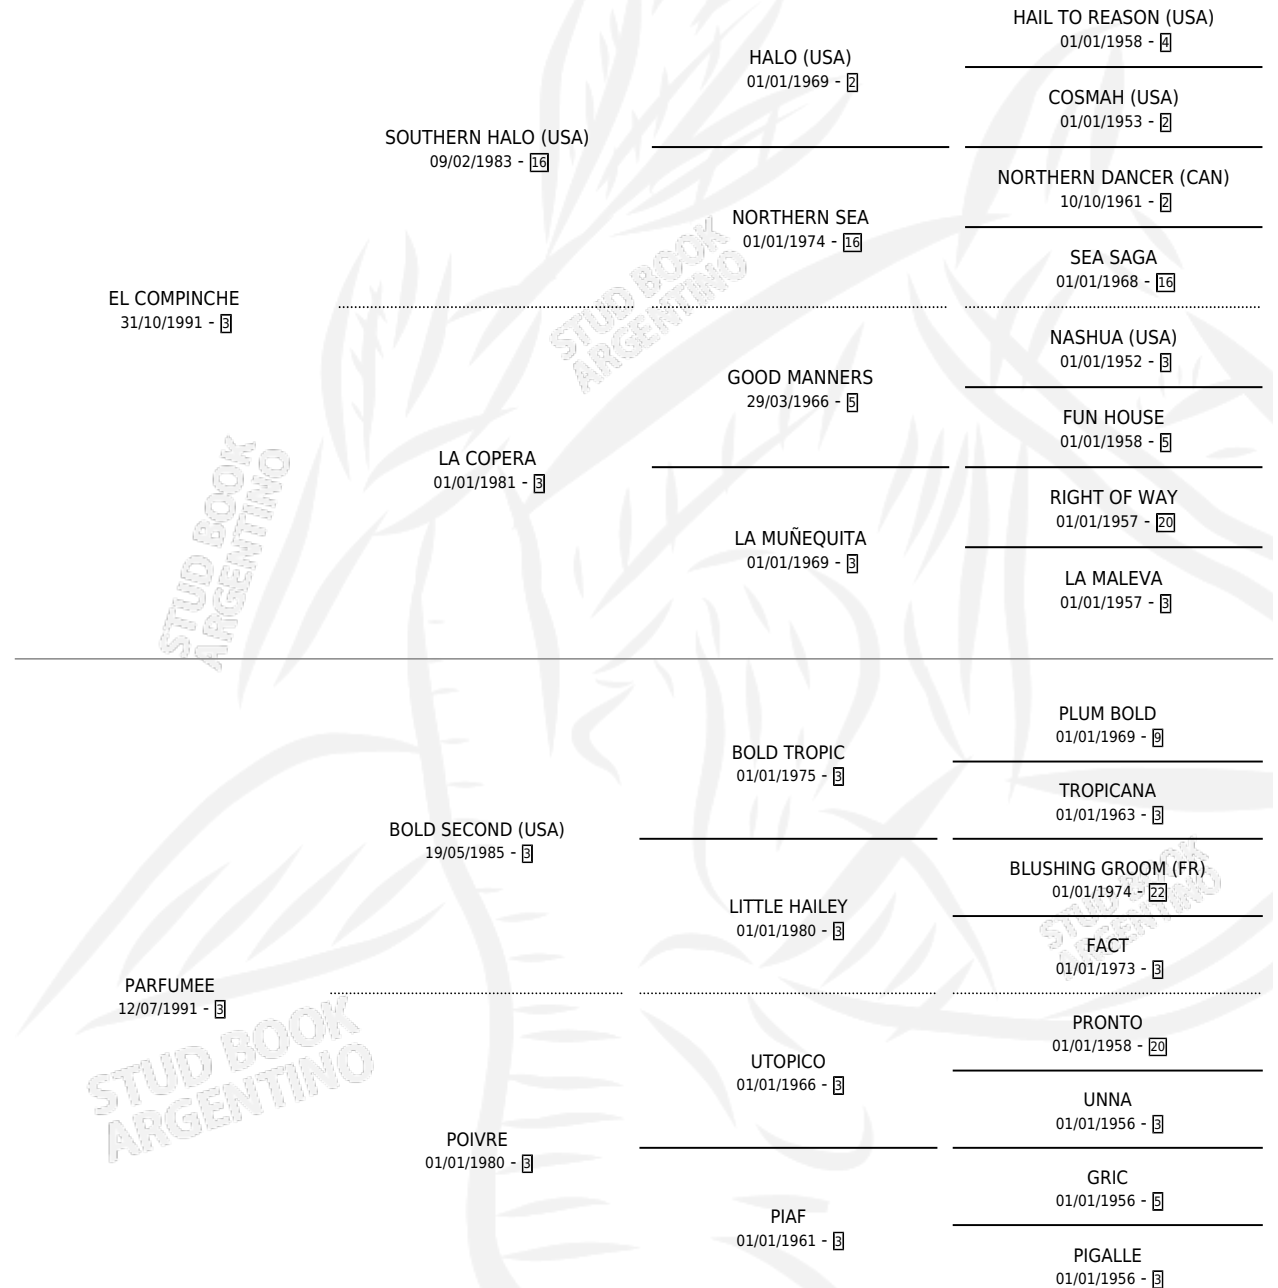 HAIL TO REASON (USA)
01/01/1958 - 4
HALO (USA)
01/01/1969 - 2
COSMAH (USA)
01/01/1953 - 2
SOUTHERN HALO (USA)
09/02/1983 - 16
NORTHERN DANCER (CAN)
10/10/1961 - 2
NORTHERN SEA
01/01/1974 - 16
SEA SAGA
01/01/1968 - 16
EL COMPINCHE
31/10/1991 - 3
NASHUA (USA)
01/01/1952 - 3
GOOD MANNERS
29/03/1966 - 5
FUN HOUSE
01/01/1958 - 5
LA COPERA
01/01/1981 - 3
RIGHT OF WAY
01/01/1957 - 20
LA MUÑEQUITA
01/01/1969 - 3
LA MALEVA
01/01/1957 - 3
PLUM BOLD
01/01/1969 - 9
BOLD TROPIC
01/01/1975 - 3
TROPICANA
01/01/1963 - 3
BOLD SECOND (USA)
19/05/1985 - 3
BLUSHING GROOM (FR)
01/01/1974 - 22
LITTLE HAILEY
01/01/1980 - 3
FACT
01/01/1973 - 3
PARFUMEE
12/07/1991 - 3
PRONTO
01/01/1958 - 20
UTOPICO
01/01/1966 - 3
UNNA
01/01/1956 - 3
POIVRE
01/01/1980 - 3
GRIC
01/01/1956 - 5
PIAF
01/01/1961 - 3
PIGALLE
01/01/1956 - 3
STUD BOOK
ARGENTINO
STUD BOOK
ARGENTINO
STUD BOOK
ARGENTINO
STUD BOOK
ARGENTINO